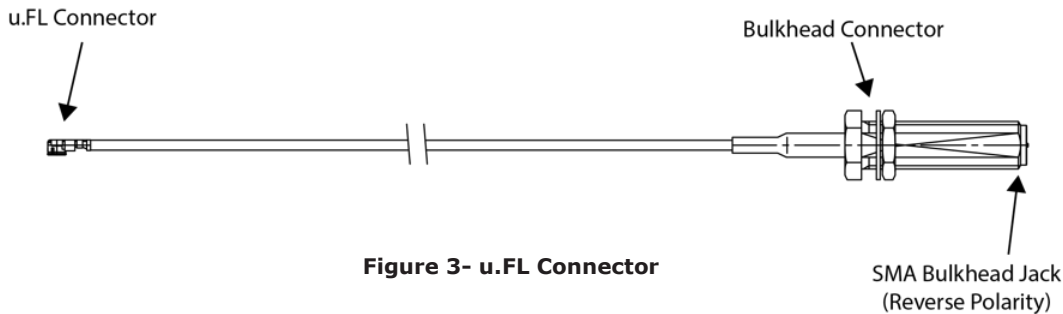 u.FL Connector
Bulkhead Connector
Figure 3- u.FL Connector
SMA Bulkhead Jack
(Reverse Polarity)